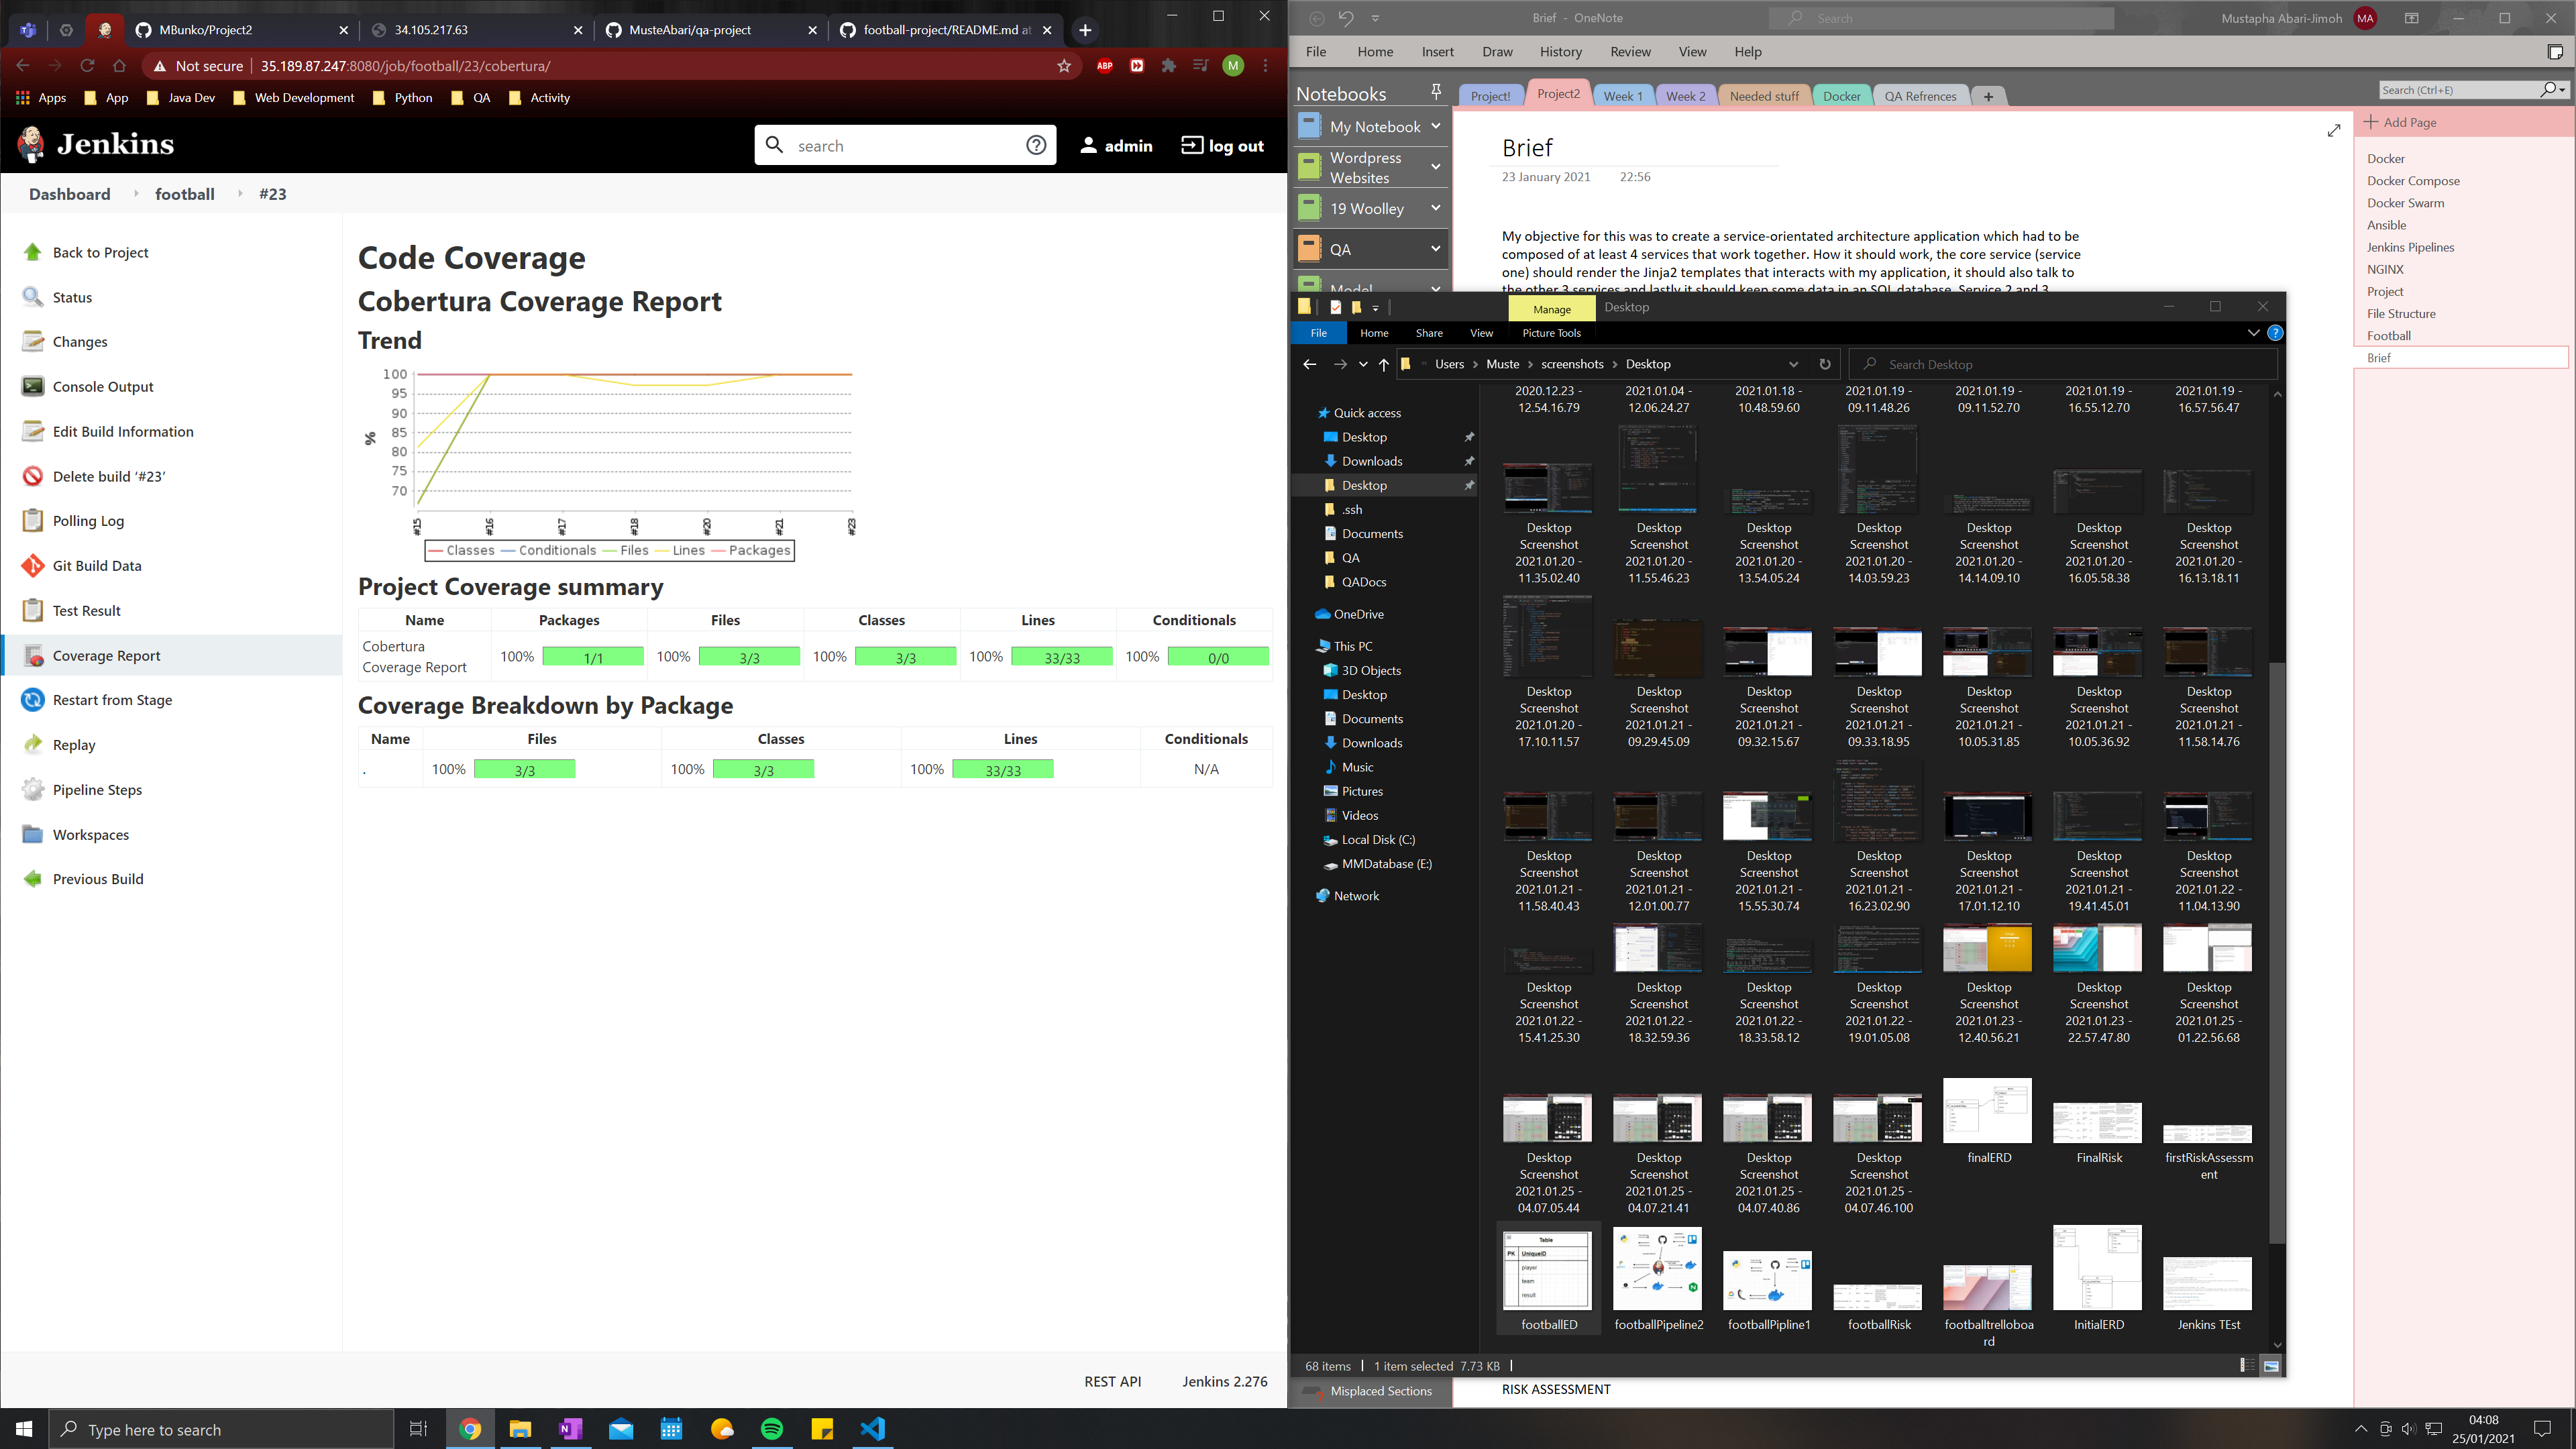 MBunko/Project2
34.105.217.63
MusteAbari/qa-project
football-project/README.md at
Not secure
35.189.87.247:8080/job/football/23/cobertura/
ABP
M
Apps
App
Java Dev
Web Development
Python
QA
Activity
Jenkins
search
admin
log out
Dashboard
football
#23
Back to Project
Status
Changes
Console Output
Edit Build Information
Delete build ‘#23’
Polling Log
Git Build Data
Test Result
Coverage Report
Restart from Stage
Replay
Pipeline Steps
Workspaces
Previous Build
Code Coverage
Cobertura Coverage Report
Trend
100
95
90
85
80
75
70
%
#15
#16
#17
#18
#20
#21
#23
Classes Conditionals Files Lines Packages
Project Coverage summary
Name Packages Files Classes Lines Conditionals
Cobertura
Coverage Report
100% 1/1 100% 3/3 100% 3/3 100% 33/33 100% 0/0
Coverage Breakdown by Package
Name Files Classes Lines Conditionals
. 100% 3/3 100% 3/3 100% 33/33 N/A
REST API
Jenkins 2.276
Brief - OneNote
Search
Mustapha Abari-Jimoh
MA
File Home Insert Draw History Review View Help
Notebooks
Project!
Project2
Week 1
Week 2
Needed stuff
Docker
QA Refrences
Search (Ctrl+E)
My Notebook
Wordpress
Websites
19 Woolley
QA
Model
Brief
23 January 2021 22:56
My objective for this was to create a service-orientated architecture application which had to be
composed of at least 4 services that work together. How it should work, the core service (service
one) should render the Jinja2 templates that interacts with my application, it should also talk to
the other 3 services and lastly it should keep some data in an SQL database. Service 2 and 3
Add Page
Docker
Docker Compose
Docker Swarm
Ansible
Jenkins Pipelines
NGINX
Project
File Structure
Football
Brief
Manage
Desktop
File Home Share View Picture Tools
Users
Muste
screenshots
Desktop
Search Desktop
Quick access
Desktop
Downloads
Desktop
.ssh
Documents
QA
QADocs
OneDrive
This PC
3D Objects
Desktop
Documents
Downloads
Music
Pictures
Videos
Local Disk (C:)
MMDatabase (E:)
Network
2020.12.23 - 2021.01.04 - 2021.01.18 - 2021.01.19 - 2021.01.19 - 2021.01.19 - 2021.01.19 -
12.54.16.79 12.06.24.27 10.48.59.60 09.11.48.26 09.11.52.70 16.55.12.70 16.57.56.47
Desktop Desktop Desktop Desktop Desktop Desktop Desktop
Screenshot Screenshot Screenshot Screenshot Screenshot Screenshot Screenshot
2021.01.20 - 2021.01.20 - 2021.01.20 - 2021.01.20 - 2021.01.20 - 2021.01.20 - 2021.01.20 -
11.35.02.40 11.55.46.23 13.54.05.24 14.03.59.23 14.14.09.10 16.05.58.38 16.13.18.11
Desktop Desktop Desktop Desktop Desktop Desktop Desktop
Screenshot Screenshot Screenshot Screenshot Screenshot Screenshot Screenshot
2021.01.20 - 2021.01.21 - 2021.01.21 - 2021.01.21 - 2021.01.21 - 2021.01.21 - 2021.01.21 -
17.10.11.57 09.29.45.09 09.32.15.67 09.33.18.95 10.05.31.85 10.05.36.92 11.58.14.76
Desktop Desktop Desktop Desktop Desktop Desktop Desktop
Screenshot Screenshot Screenshot Screenshot Screenshot Screenshot Screenshot
2021.01.21 - 2021.01.21 - 2021.01.21 - 2021.01.21 - 2021.01.21 - 2021.01.21 - 2021.01.22 -
11.58.40.43 12.01.00.77 15.55.30.74 16.23.02.90 17.01.12.10 19.41.45.01 11.04.13.90
Desktop Desktop Desktop Desktop Desktop Desktop Desktop
Screenshot Screenshot Screenshot Screenshot Screenshot Screenshot Screenshot
2021.01.22 - 2021.01.22 - 2021.01.22 - 2021.01.22 - 2021.01.23 - 2021.01.23 - 2021.01.25 -
15.41.25.30 18.32.59.36 18.33.58.12 19.01.05.08 12.40.56.21 22.57.47.80 01.22.56.68
Desktop Desktop Desktop Desktop finalERD FinalRisk firstRiskAssessm
Screenshot Screenshot Screenshot Screenshot ent
2021.01.25 - 2021.01.25 - 2021.01.25 - 2021.01.25 -
04.07.05.44 04.07.21.41 04.07.40.86 04.07.46.100
Table
PK UniqueID
player
team
result
footballED footballPipeline2 footballPipline1 footballRisk footballtrelloboa InitialERD Jenkins TEst
rd
68 items
1 item selected 7.73 KB
Misplaced Sections
RISK ASSESSMENT
Type here to search
04:08
25/01/2021